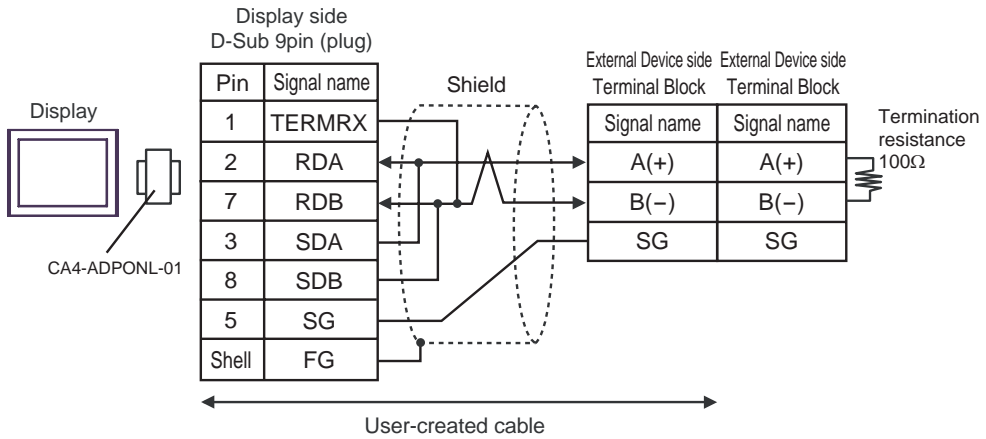 Display side
D-Sub 9pin (plug)
Display
CA4-ADPONL-01
Pin Signal name
1 TERMRX
2 RDA
7 RDB
3 SDA
8 SDB
5 SG
Shell FG
Shield
External Device side External Device side
Terminal Block Terminal Block
Signal name Signal name
A(+) A(+)
B(−) B(−)
SG SG
Termination
resistance
100Ω
User-created cable